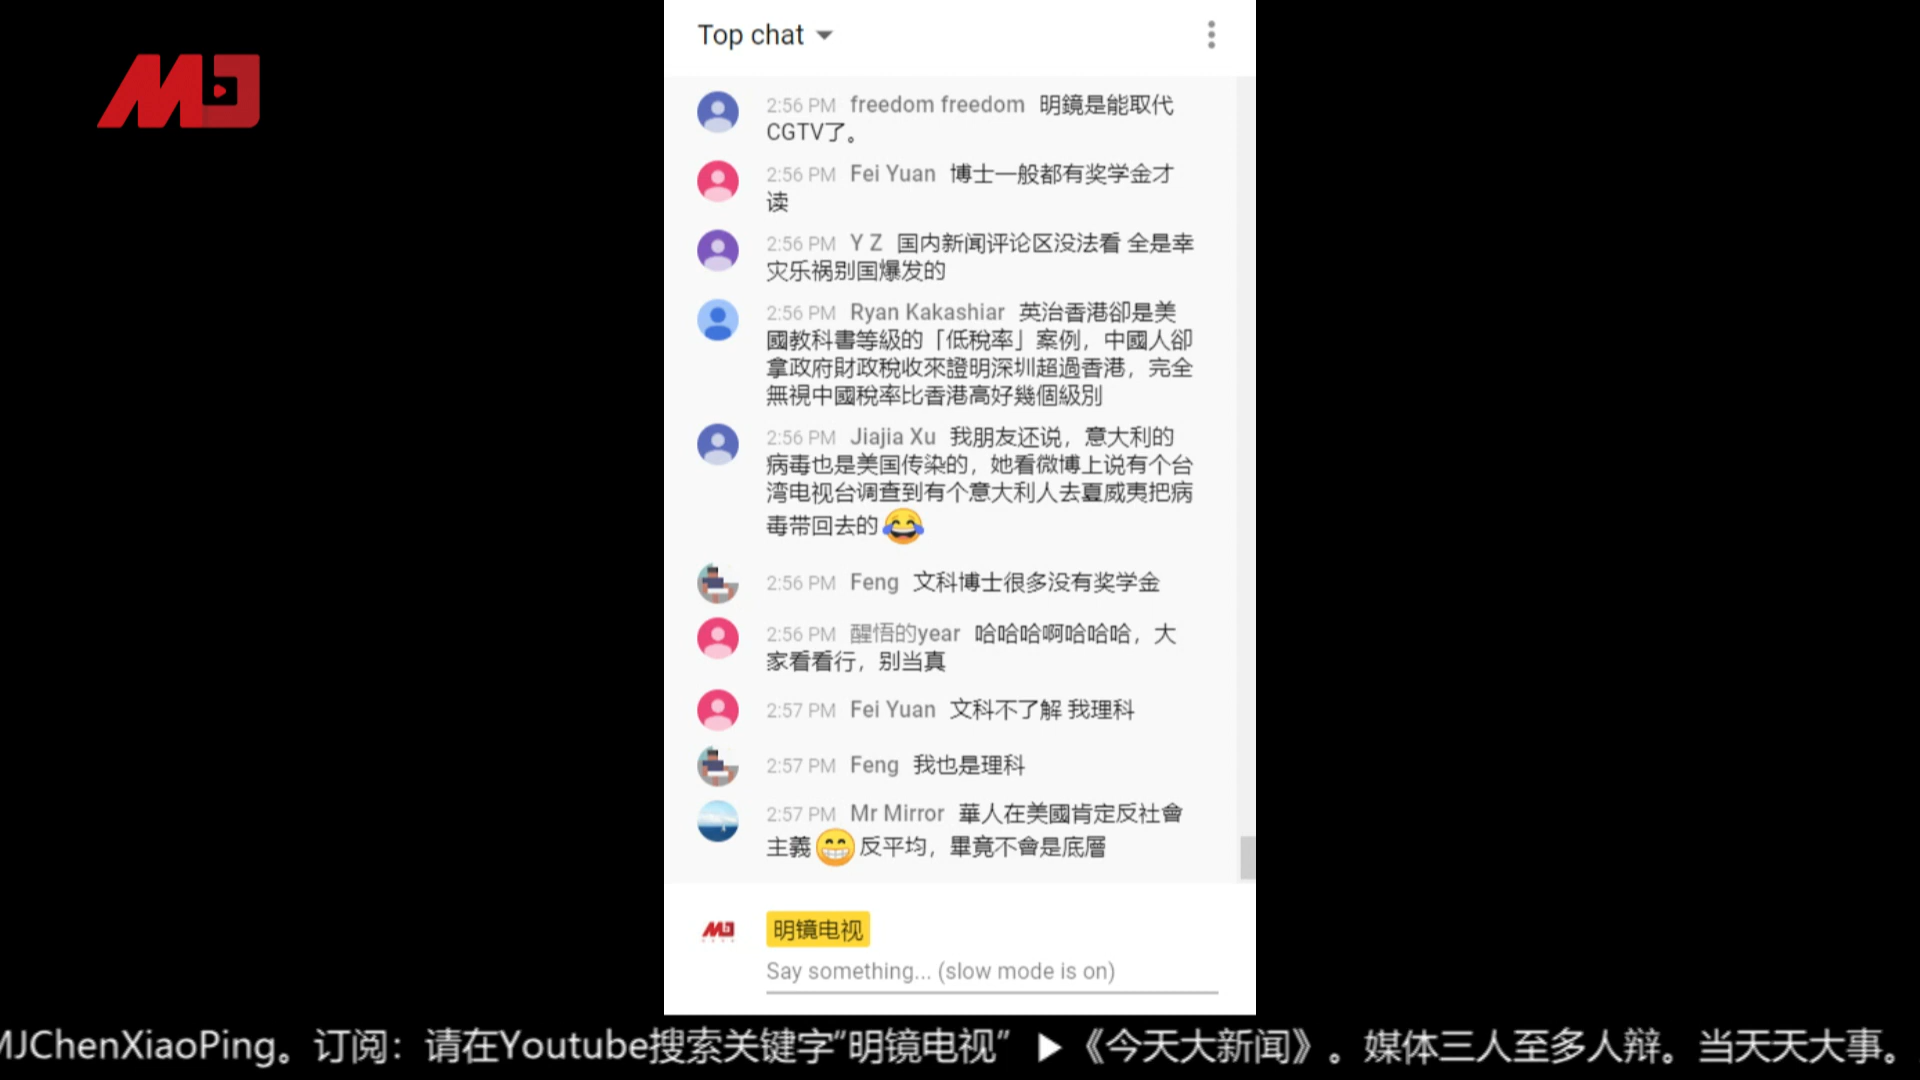 MJ
Top chat
2:56 PM freedom freedom 明鏡是能取代
CGTV了。
2:56 PM Fei Yuan 博士一般都有奖学金才
读
2:56 PM Y Z 国内新闻评论区没法看 全是幸
灾乐祸别国爆发的
2:56 PM Ryan Kakashiar 英治香港卻是美
國教科書等級的「低稅率」案例，中國人卻
拿政府財政稅收來證明深圳超過香港，完全
無視中國稅率比香港高好幾個級別
2:56 PM Jiajia Xu 我朋友还说，意大利的
病毒也是美国传染的，她看微博上说有个台
湾电视台调查到有个意大利人去夏威夷把病
毒带回去的😂
2:56 PM Feng 文科博士很多没有奖学金
2:56 PM 醒悟的year 哈哈哈啊哈哈哈，大
家看看行，别当真
2:57 PM Fei Yuan 文科不了解 我理科
2:57 PM Feng 我也是理科
2:57 PM Mr Mirror 華人在美國肯定反社會
主義😁反平均，畢竟不會是底層
MJ
明镜电视
Say something... (slow mode is on)
MJChenXiaoPing。订阅：请在Youtube搜索关键字“明镜电视” ▶《今天大新闻》。媒体三人至多人辩。当天天大事。